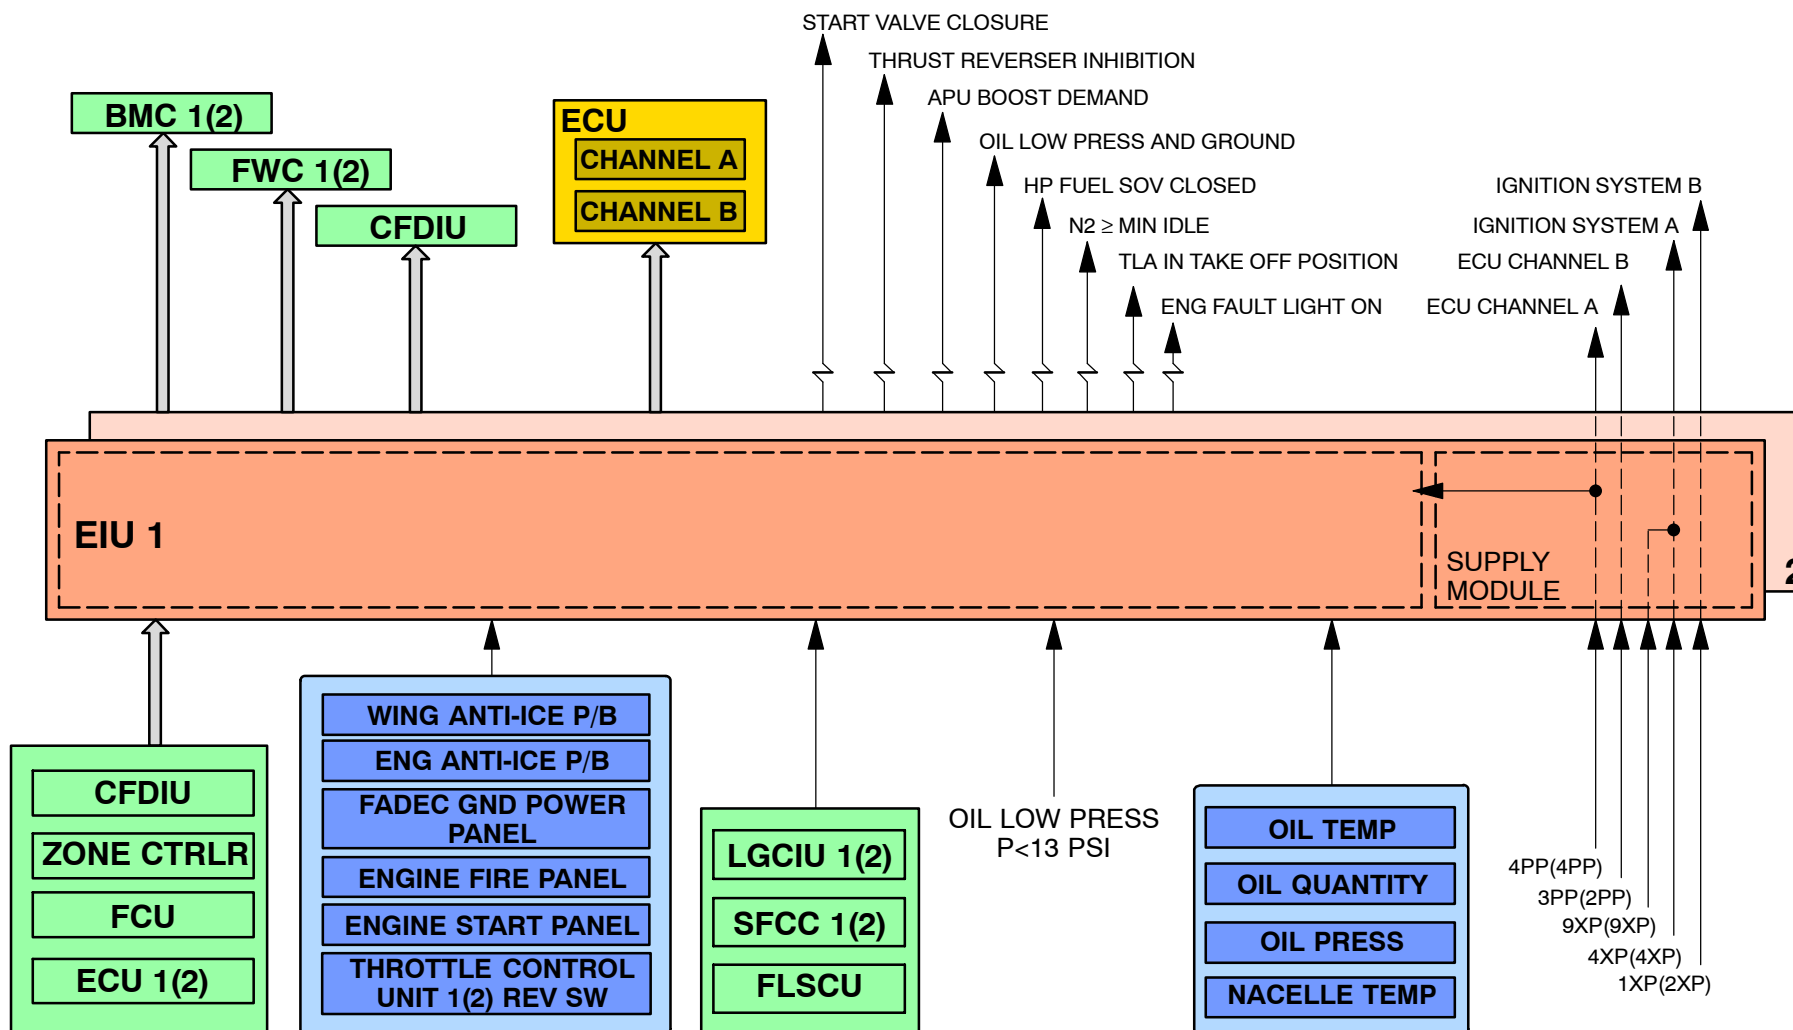 START VALVE CLOSURE
THRUST REVERSER INHIBITION
APU BOOST DEMAND
OIL LOW PRESS AND GROUND
HP FUEL SOV CLOSED
N2 ≥ MIN IDLE
TLA IN TAKE OFF POSITION
ENG FAULT LIGHT ON
IGNITION SYSTEM B
IGNITION SYSTEM A
ECU CHANNEL B
ECU CHANNEL A
BMC 1(2)
FWC 1(2)
CFDIU
ECU
CHANNEL A
CHANNEL B
EIU 1
SUPPLY
MODULE
2
CFDIU
ZONE CTRLR
FCU
ECU 1(2)
WING ANTI-ICE P/B
ENG ANTI-ICE P/B
FADEC GND POWER
PANEL
ENGINE FIRE PANEL
ENGINE START PANEL
THROTTLE CONTROL
UNIT 1(2) REV SW
LGCIU 1(2)
SFCC 1(2)
FLSCU
OIL LOW PRESS
P<13 PSI
OIL TEMP
OIL QUANTITY
OIL PRESS
NACELLE TEMP
4PP(4PP)
3PP(2PP)
9XP(9XP)
4XP(4XP)
1XP(2XP)